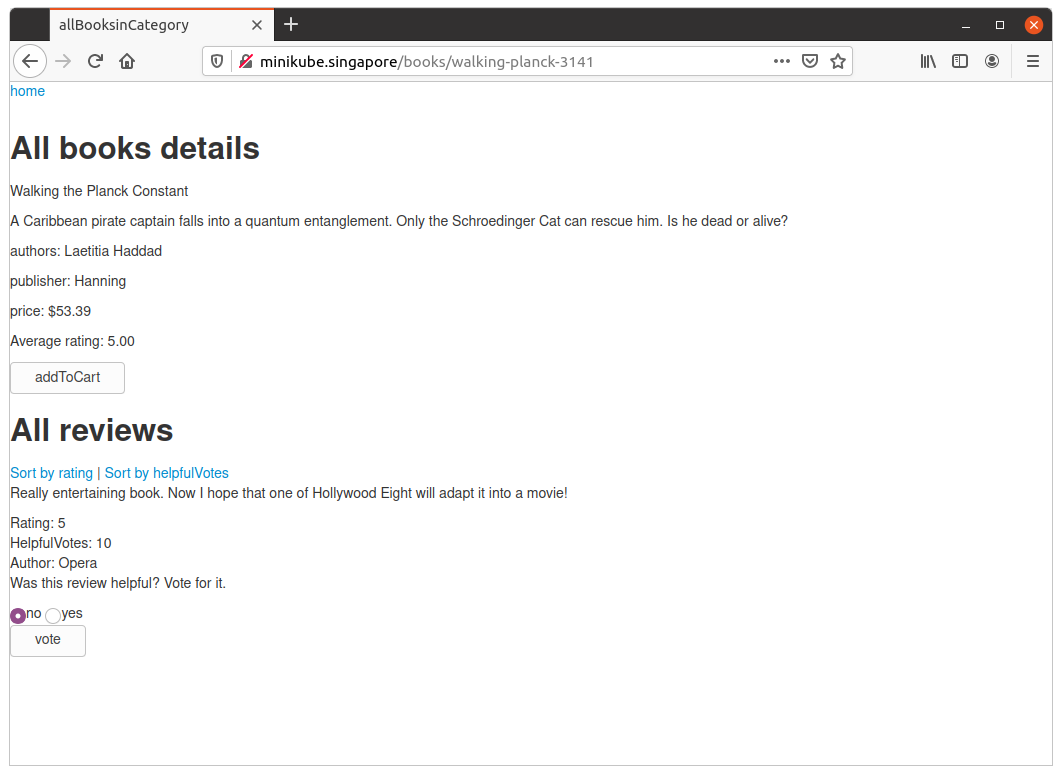 allBooksinCategory
minikube.singapore/books/walking-planck-3141
home
All books details
Walking the Planck Constant
A Caribbean pirate captain falls into a quantum entanglement. Only the Schroedinger Cat can rescue him. Is he dead or alive?
authors: Laetitia Haddad
publisher: Hanning
price: $53.39
Average rating: 5.00
addToCart
All reviews
Sort by rating | Sort by helpfulVotes
Really entertaining book. Now I hope that one of Hollywood Eight will adapt it into a movie!
Rating: 5
HelpfulVotes: 10
Author: Opera
Was this review helpful? Vote for it.
no yes
vote